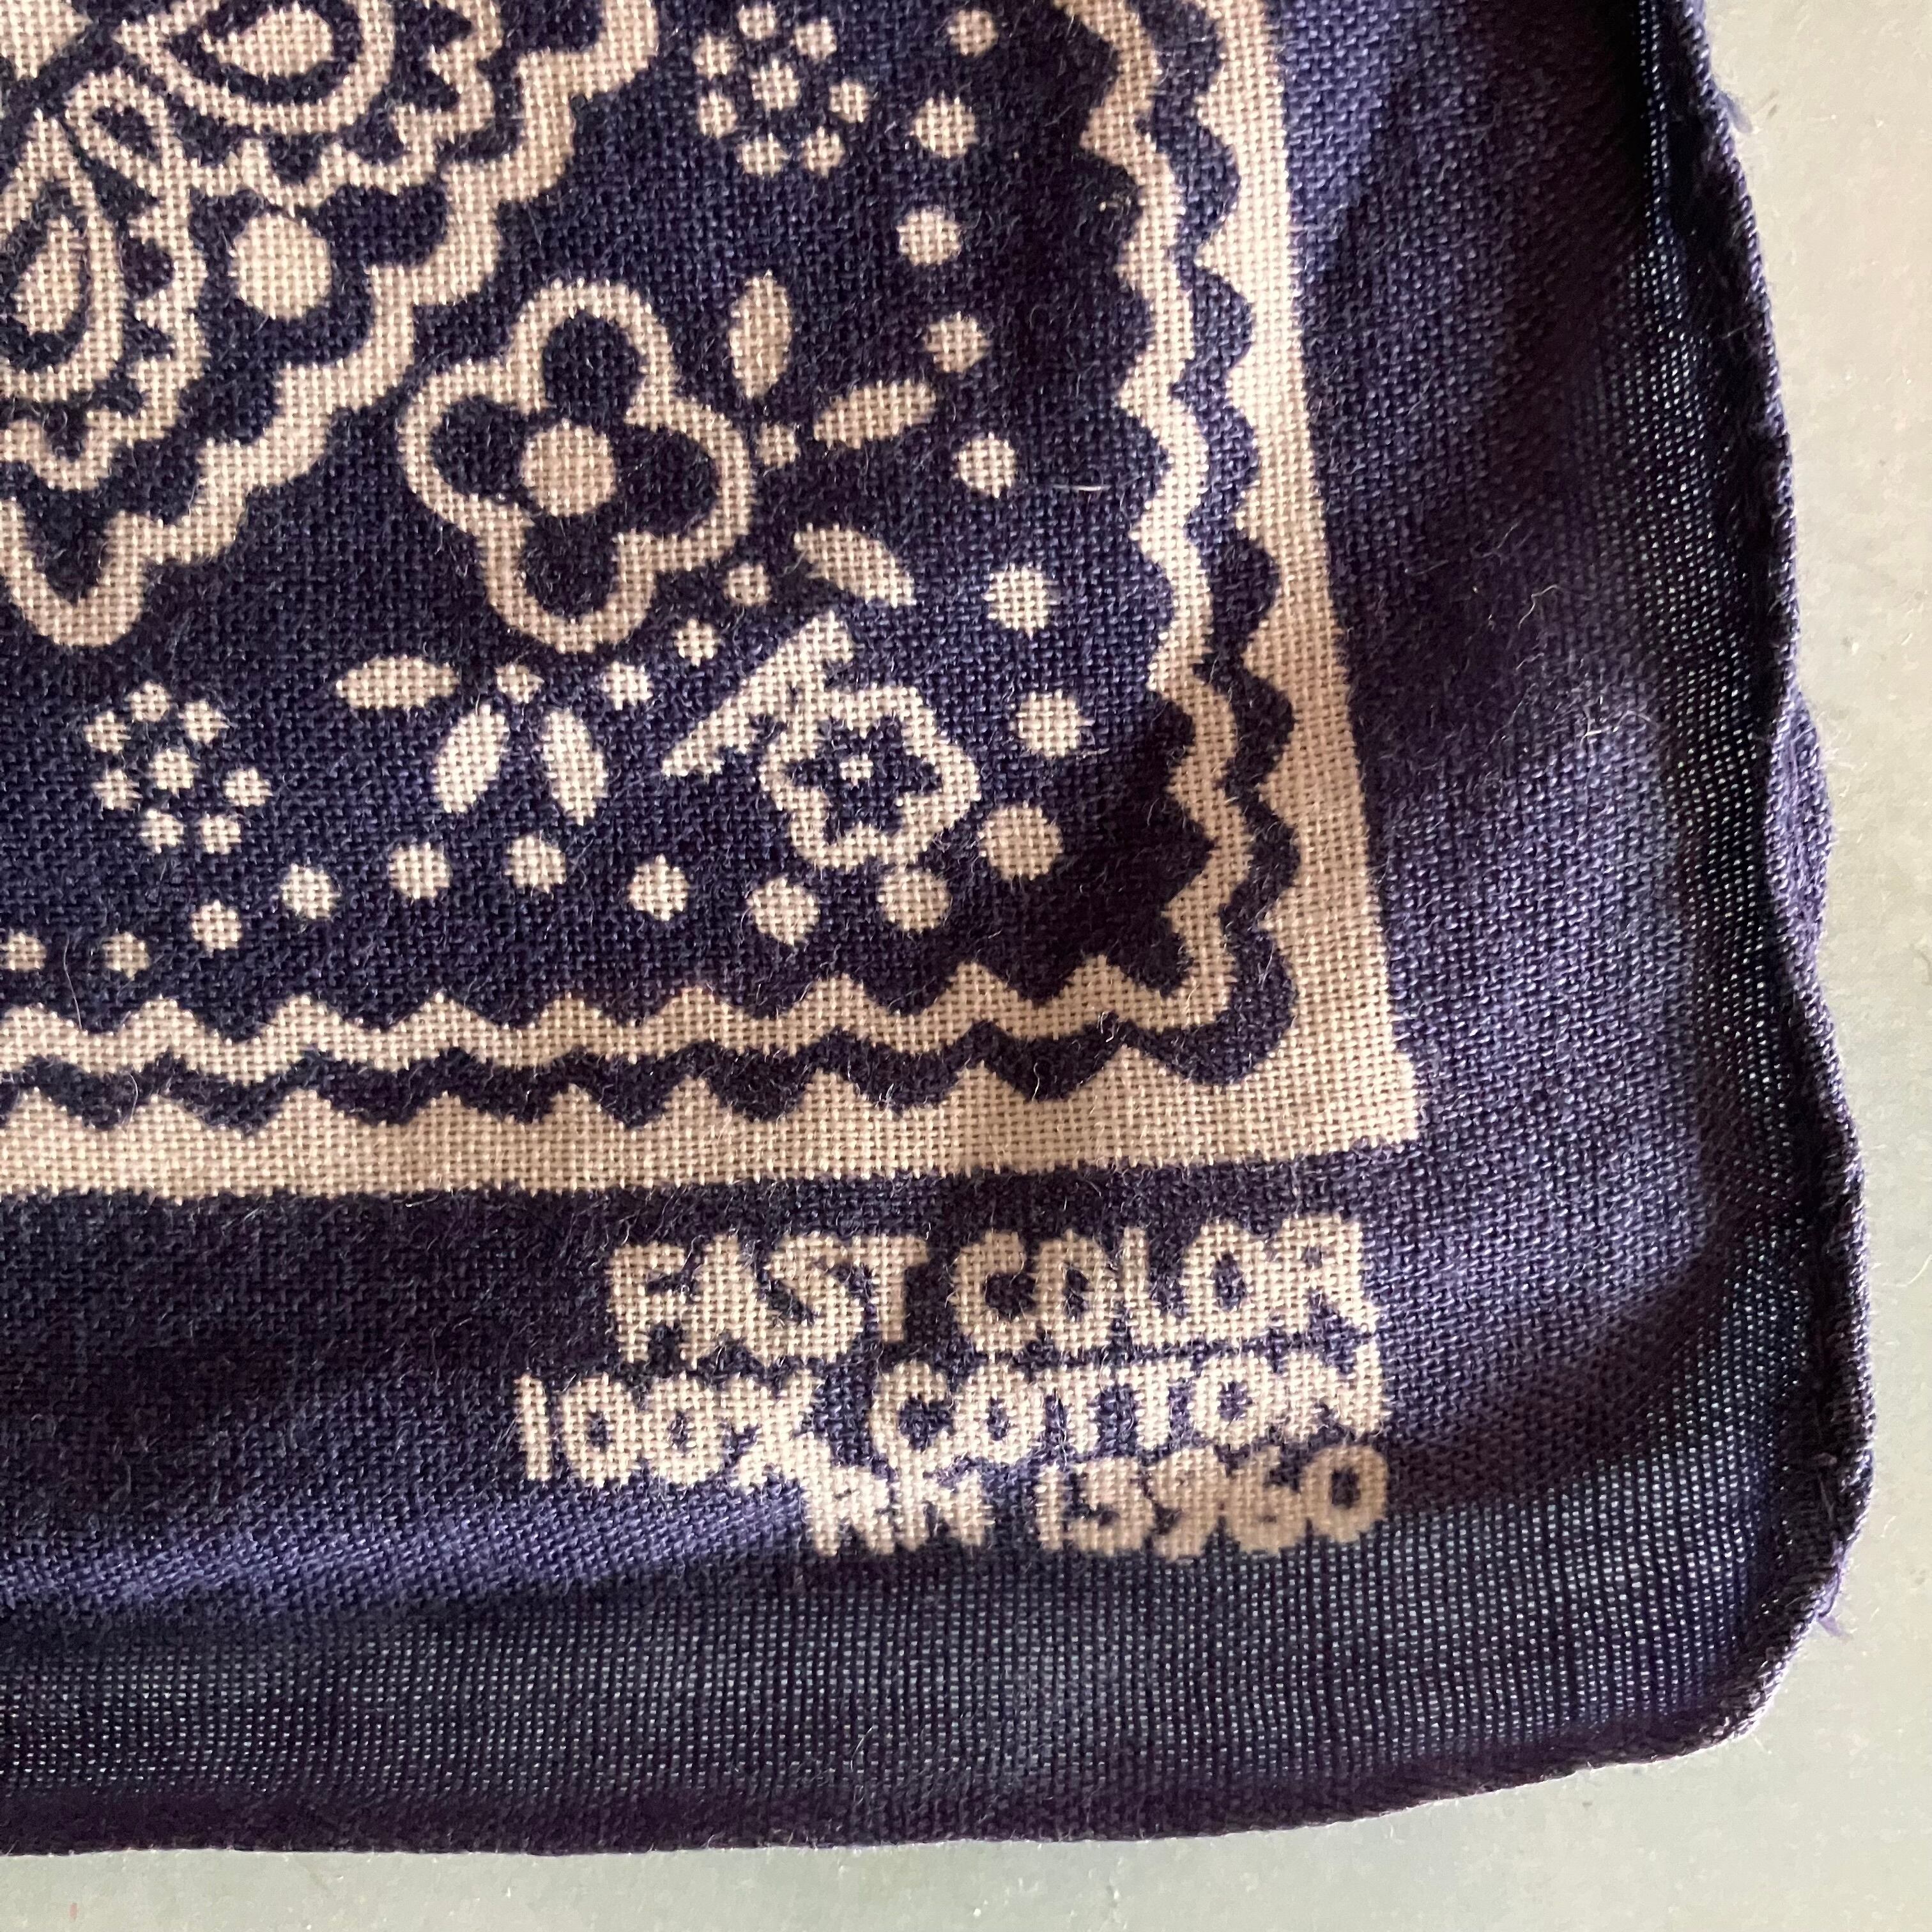 FAST COLOR
100% COTTON
RN 15960